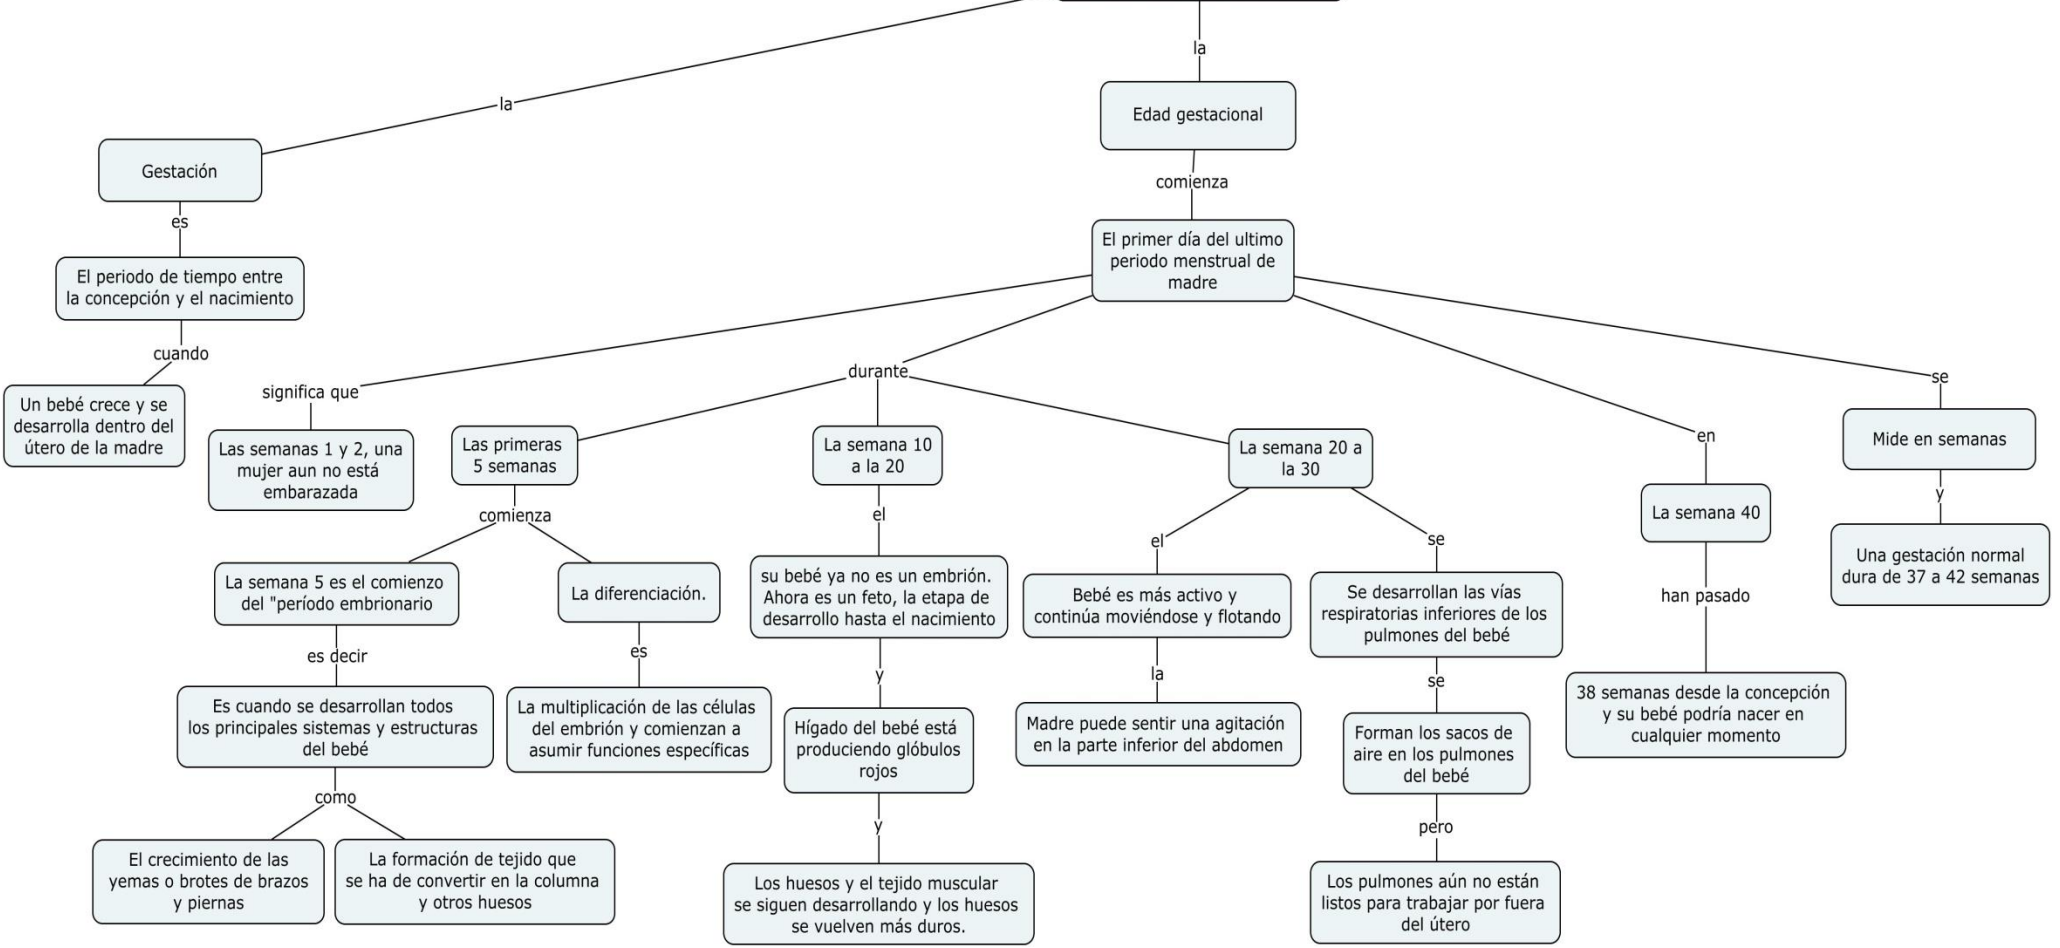 la
Edad gestacional
la
Gestación
comienza
es
El primer día del ultimo
periodo menstrual de
madre
El periodo de tiempo entre
la concepción y el nacimiento
cuando
Un bebé crece y se
desarrolla dentro del
útero de la madre
significa que
Las semanas 1 y 2, una
mujer aun no está
embarazada
durante
Las primeras
5 semanas
comienza
La semana 5 es el comienzo
del "período embrionario
es decir
Es cuando se desarrollan todos
los principales sistemas y estructuras
del bebé
como
El crecimiento de las
yemas o brotes de brazos
y piernas
La formación de tejido que
se ha de convertir en la columna
y otros huesos
La diferenciación.
es
La multiplicación de las células
del embrión y comienzan a
asumir funciones específicas
La semana 10
a la 20
el
su bebé ya no es un embrión.
Ahora es un feto, la etapa de
desarrollo hasta el nacimiento
y
Hígado del bebé está
produciendo glóbulos
rojos
y
Los huesos y el tejido muscular
se siguen desarrollando y los huesos
se vuelven más duros.
La semana 20 a
la 30
el
Bebé es más activo y
continúa moviéndose y flotando
la
Madre puede sentir una agitación
en la parte inferior del abdomen
se
Se desarrollan las vías
respiratorias inferiores de los
pulmones del bebé
se
Forman los sacos de
aire en los pulmones
del bebé
pero
Los pulmones aún no están
listos para trabajar por fuera
del útero
en
La semana 40
han pasado
38 semanas desde la concepción
y su bebé podría nacer en
cualquier momento
se
Mide en semanas
y
Una gestación normal
dura de 37 a 42 semanas